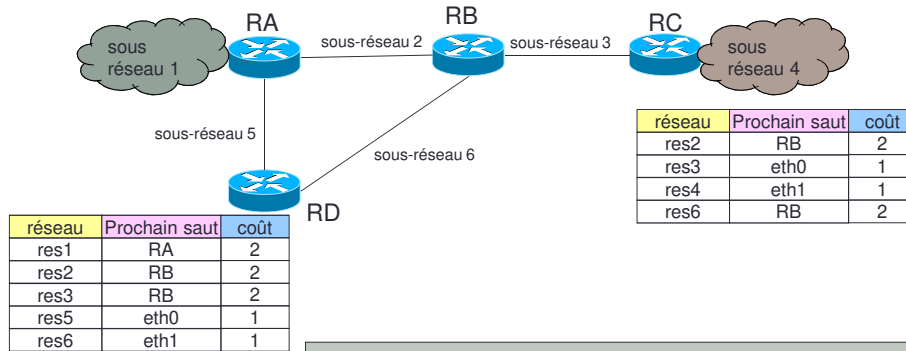 RA
RB
RC
sous
réseau 1
sous-réseau 2
sous-réseau 3
sous
réseau 4
sous-réseau 5
sous-réseau 6
RD
réseau Prochain saut coût
res2 RB 2
res3 eth0 1
res4 eth1 1
res6 RB 2
réseau Prochain saut coût
res1 RA 2
res2 RB 2
res3 RB 2
res5 eth0 1
res6 eth1 1